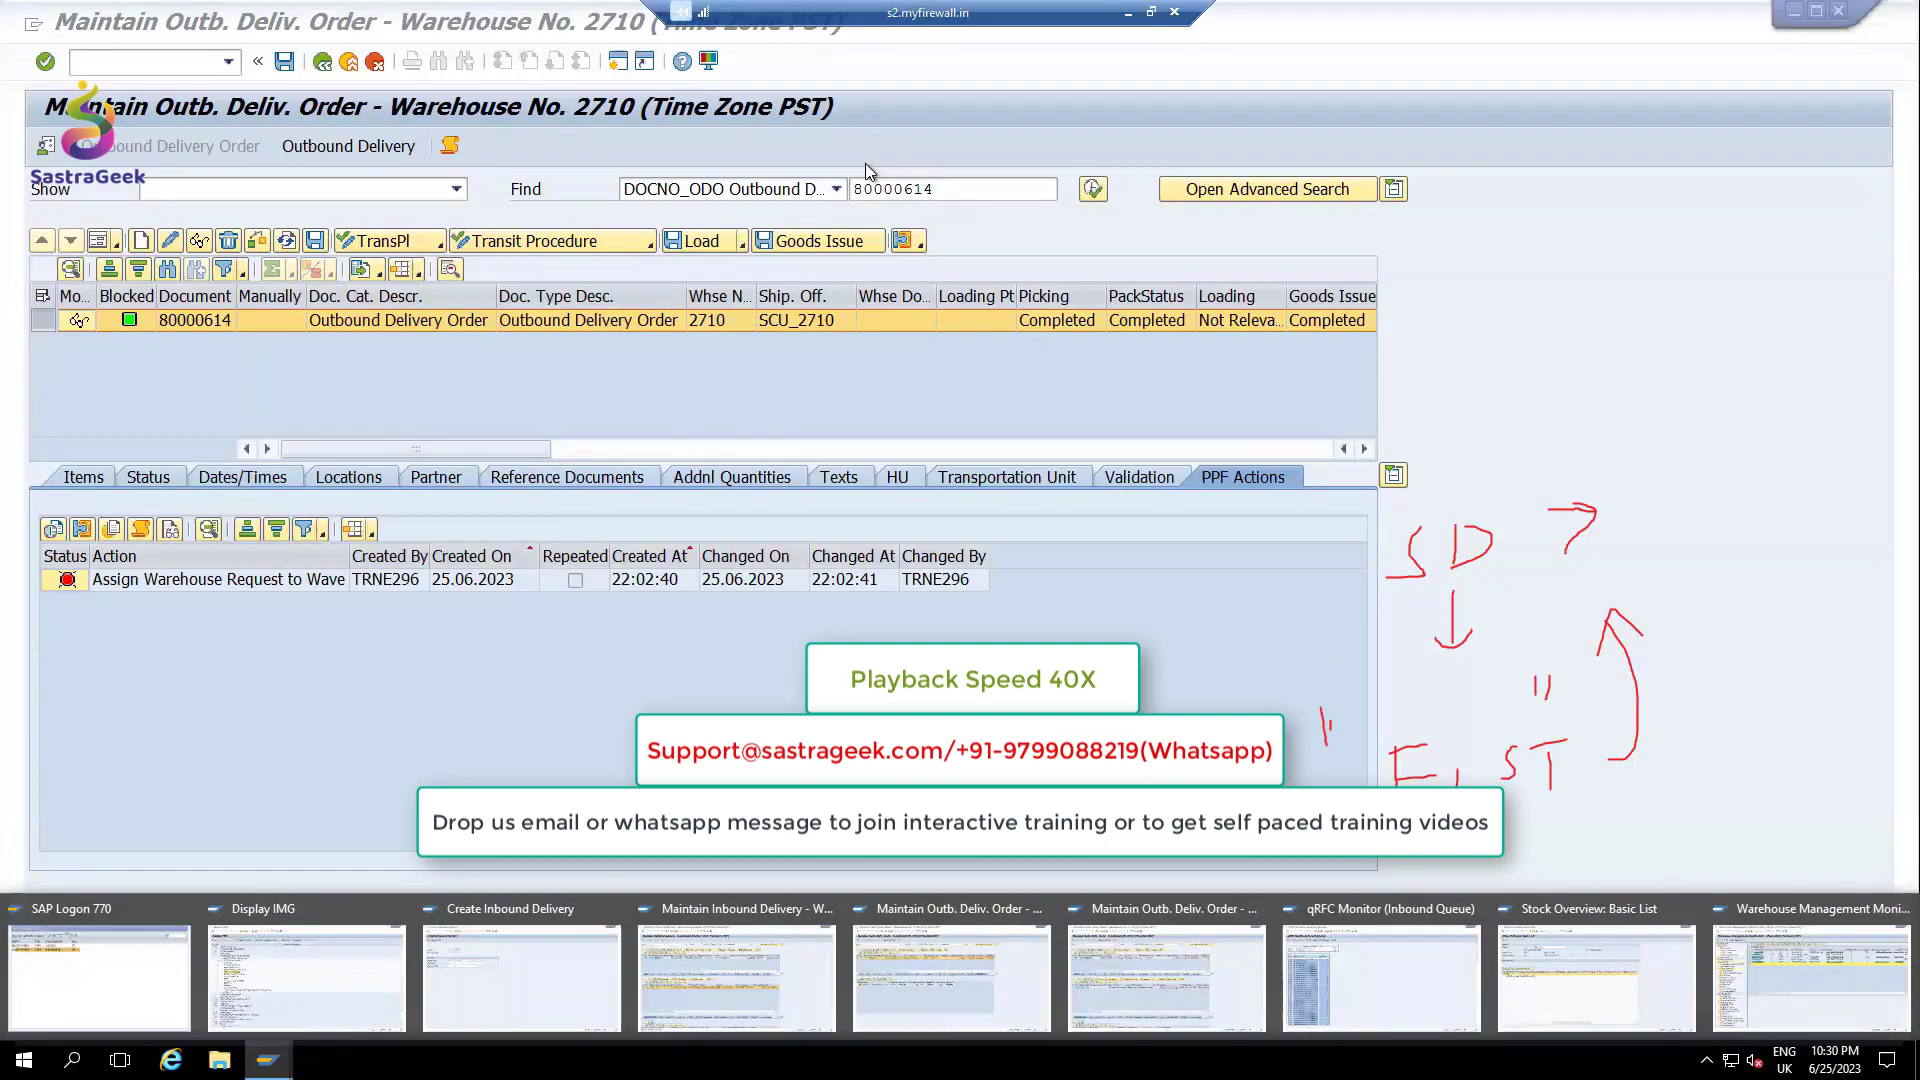 Maintain Outb. Deliv. Order - Warehouse No. 2710 (Time Zone PST)
s2.myfirewall.in
Maintain Outb. Deliv. Order - Warehouse No. 2710 (Time Zone PST)
Outbound Delivery Order Outbound Delivery
SastraGeek
Show Find DOCNO_ODO Outbound D... 80000614 Open Advanced Search
TransPl Transit Procedure Load Goods Issue
Mo... Blocked Document Manually Doc. Cat. Descr. Doc. Type Desc. Whse N... Ship. Off. Whse Do... Loading Pt Picking PackStatus Loading Goods Issue
80000614 Outbound Delivery Order Outbound Delivery Order 2710 SCU_2710 Completed Completed Not Releva... Completed
Items Status Dates/Times Locations Partner Reference Documents Addnl Quantities Texts HU Transportation Unit Validation PPF Actions
Status Action Created By Created On Repeated Created At Changed On Changed At Changed By
Assign Warehouse Request to Wave TRNE296 25.06.2023 22:02:40 25.06.2023 22:02:41 TRNE296
SD
ST
Playback Speed 40X
Support@sastrageek.com/+91-9799088219(Whatsapp)
Drop us email or whatsapp message to join interactive training or to get self paced training videos
SAP Logon 770 Display IMG Create Inbound Delivery Maintain Inbound Delivery - W... Maintain Outb. Deliv. Order - ... Maintain Outb. Deliv. Order - ... qRFC Monitor (Inbound Queue) Stock Overview: Basic List Warehouse Management Moni...
ENG 10:30 PM
UK 6/25/2023